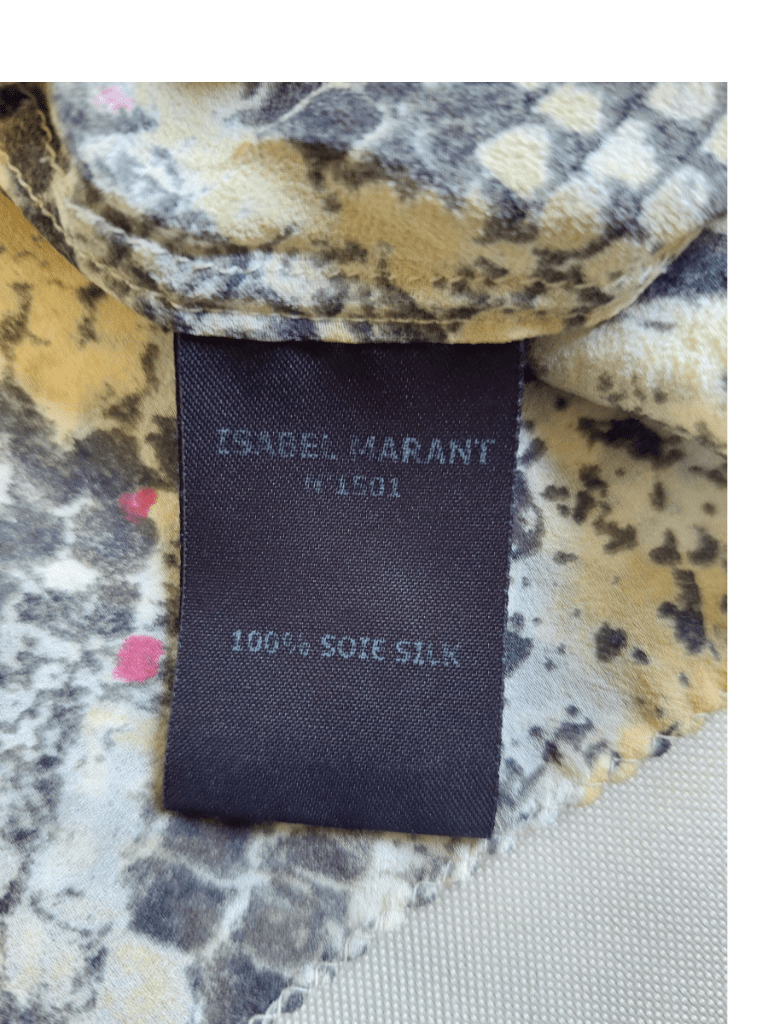 ISABEL MARANT
N°1501
100% SOIE SILK